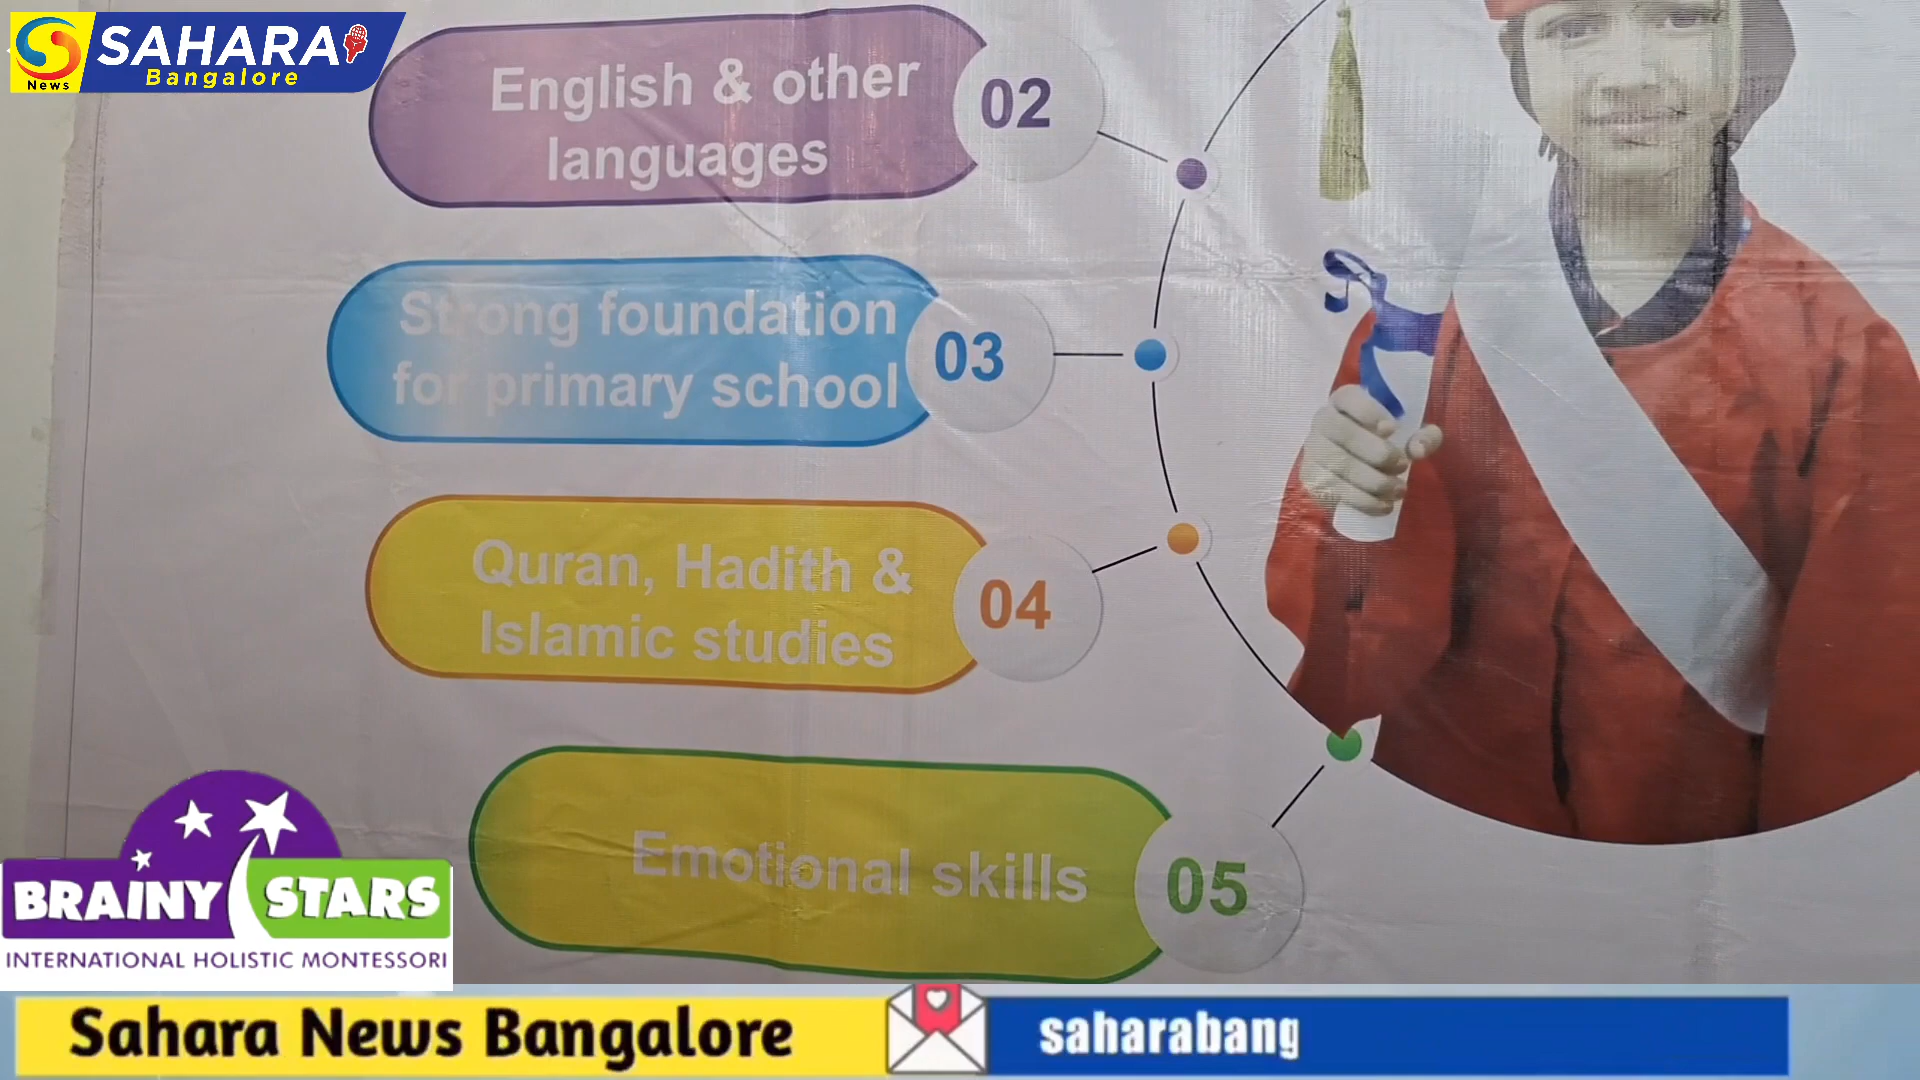 S
News
SAHARA
Bangalore
English & other
languages
02
Strong foundation
for primary school
03
Quran, Hadith &
Islamic studies
04
Emotional skills
05
BRAINY STARS
INTERNATIONAL HOLISTIC MONTESSORI
Sahara News Bangalore
saharabang